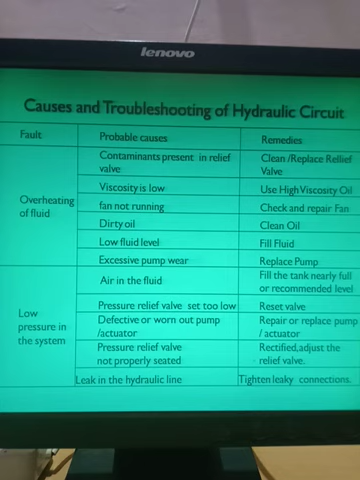 lenovo
Causes and Troubleshooting of Hydraulic Circuit
Fault Probable causes Remedies
Overheating of fluid
Contaminants present in relief valve Clean /Replace Rellief Valve
Viscosity is low Use High Viscosity Oil
fan not running Check and repair Fan
Dirty oil Clean Oil
Low fluid level Fill Fluid
Excessive pump wear Replace Pump
Low pressure in the system
Air in the fluid Fill the tank nearly full or recommended level
Pressure relief valve set too low Reset valve
Defective or worn out pump /actuator Repair or replace pump / actuator
Pressure relief valve not properly seated Rectified,adjust the relief valve.
Leak in the hydraulic line Tighten leaky connections.